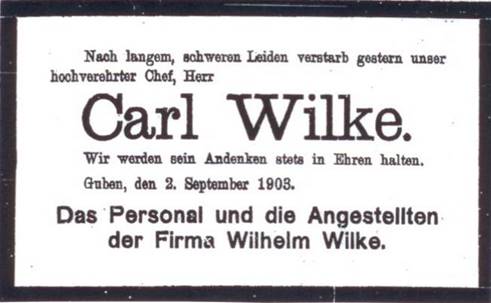 Nach langem, schweren Leiden verstarb gestern unser
hochverehrter Chef, Herr
Carl Wilke.
Wir werden sein Andenken stets in Ehren halten.
Guben, den 2. September 1903.
Das Personal und die Angestellten
der Firma Wilhelm Wilke.